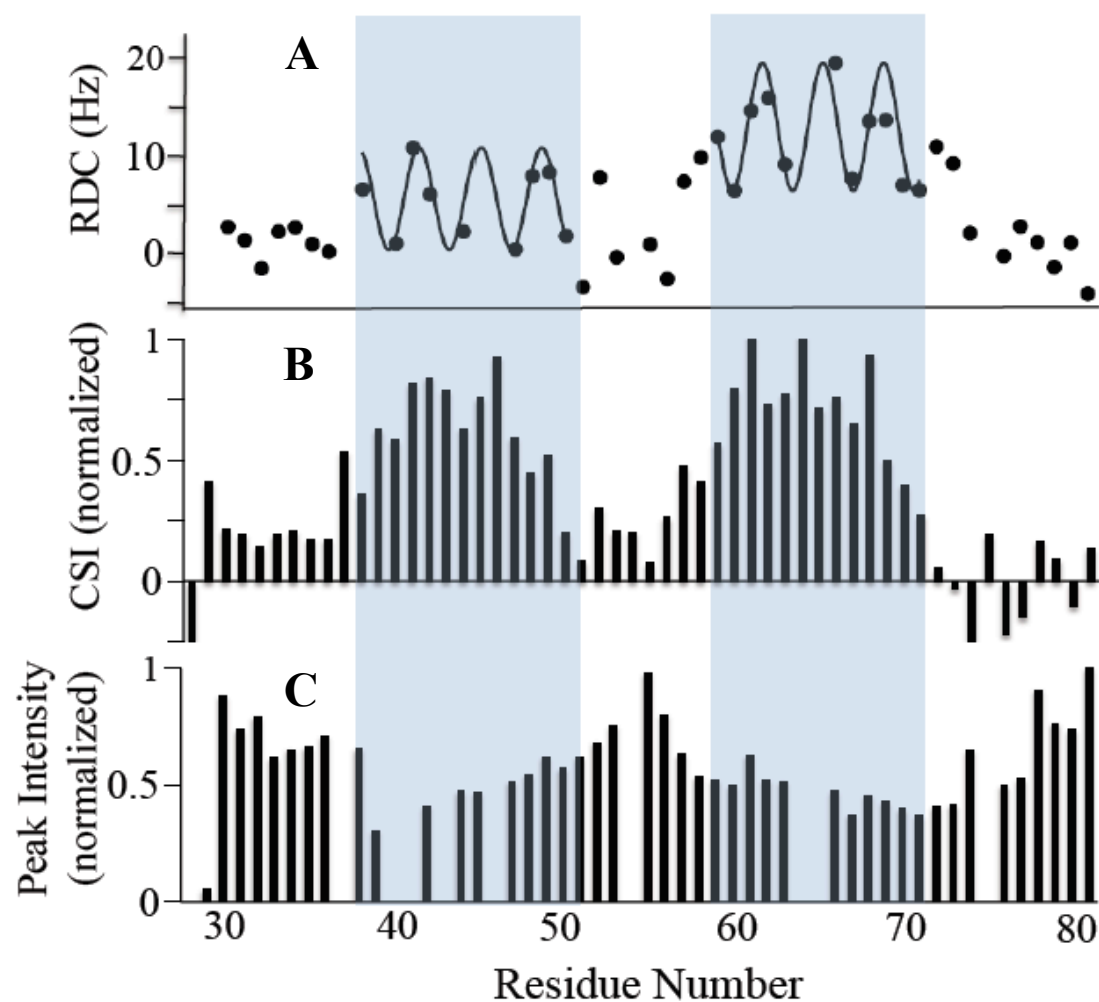 A
20
10
0
RDC (Hz)
B
1
0.5
0
CSI (normalized)
C
1
0.5
0
Peak Intensity
(normalized)
30 40 50 60 70 80
Residue Number